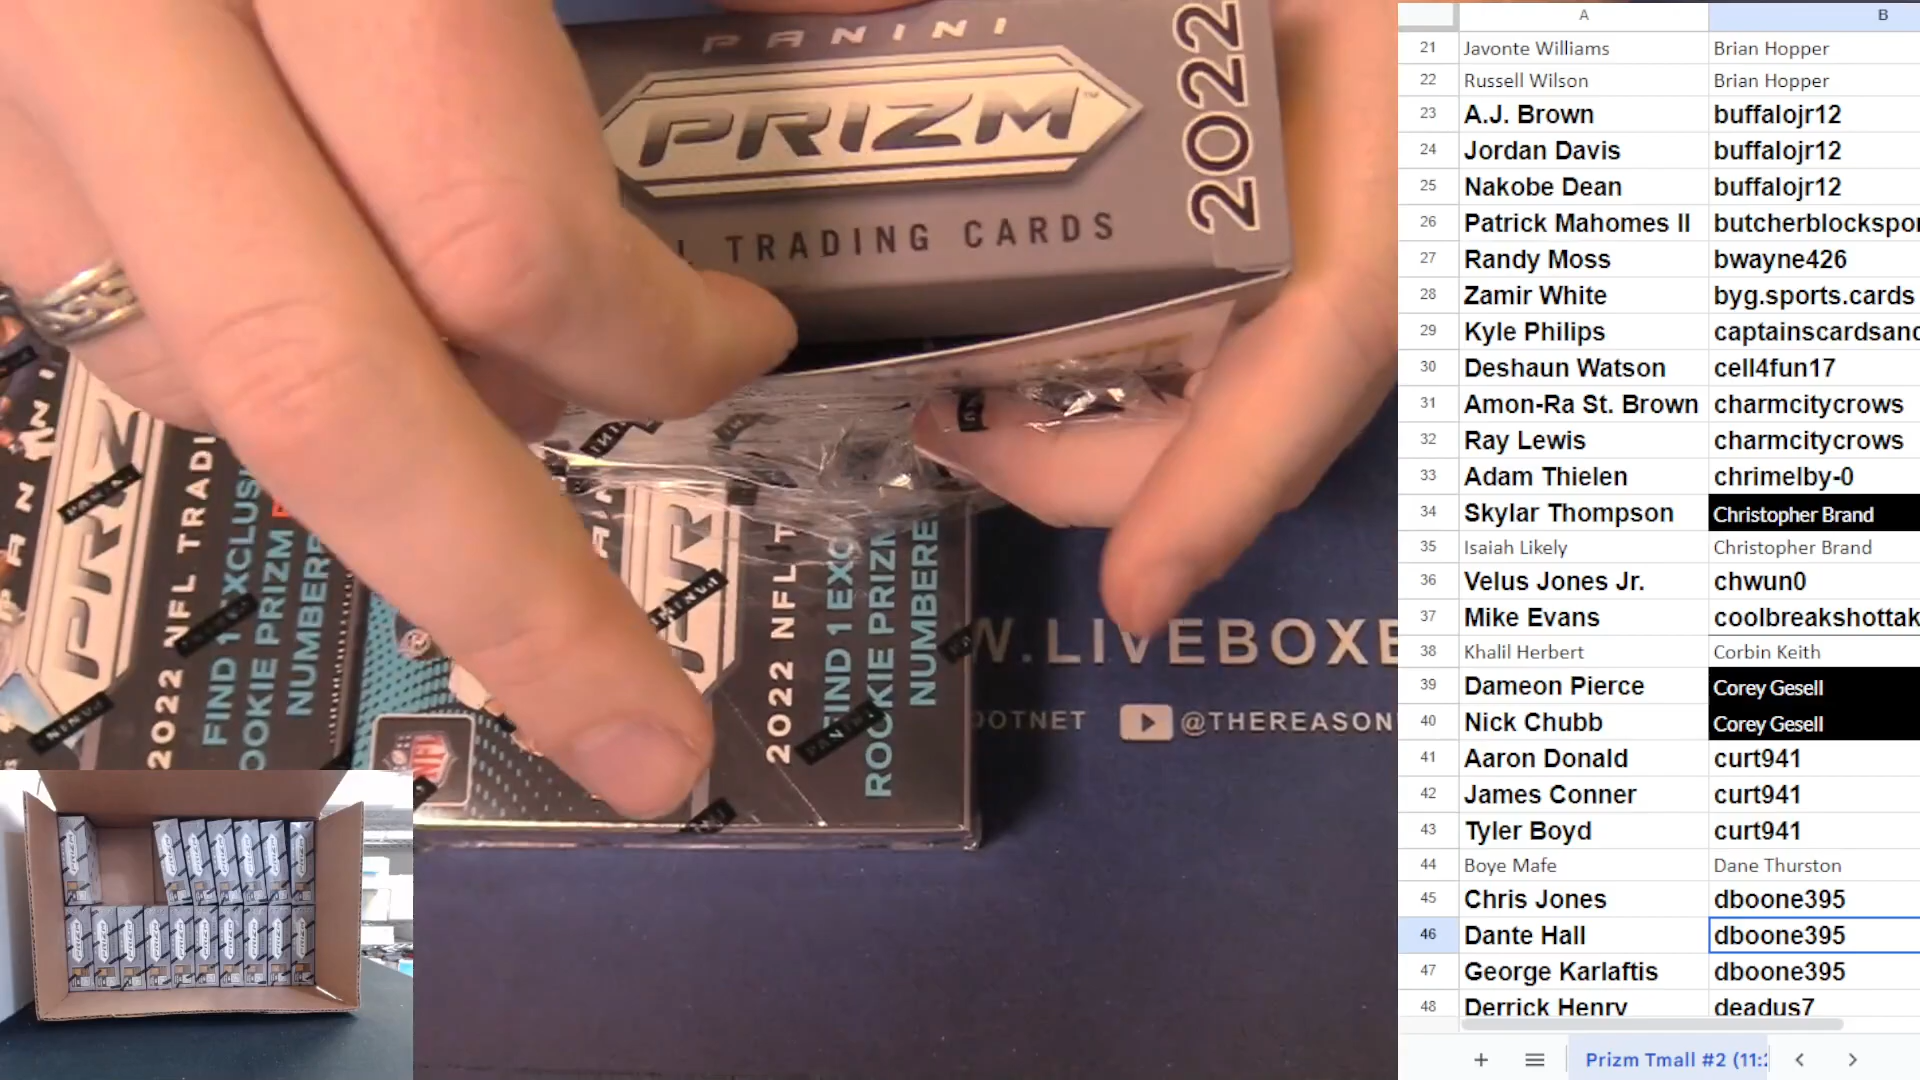 PANINI
PRIZM
TRADING CARDS
2022
PRIZ
2022 NFL TRADI
FIND 1 EXCLUS
OOKIE PRIZM
NUMBER
NFL
2022 NFL T
FIND 1 EXC
ROOKIE PRIZM
NUMBERE
PANINI
W.LIVEBOXE
DOTNET
@THEREASON
A B
21 Javonte Williams Brian Hopper
22 Russell Wilson Brian Hopper
23 A.J. Brown buffalojr12
24 Jordan Davis buffalojr12
25 Nakobe Dean buffalojr12
26 Patrick Mahomes II butcherblockspor
27 Randy Moss bwayne426
28 Zamir White byg.sports.cards
29 Kyle Philips captainscardsanc
30 Deshaun Watson cell4fun17
31 Amon-Ra St. Brown charmcitycrows
32 Ray Lewis charmcitycrows
33 Adam Thielen chrimelby-0
34 Skylar Thompson Christopher Brand
35 Isaiah Likely Christopher Brand
36 Velus Jones Jr. chwun0
37 Mike Evans coolbreakshottak
38 Khalil Herbert Corbin Keith
39 Dameon Pierce Corey Gesell
40 Nick Chubb Corey Gesell
41 Aaron Donald curt941
42 James Conner curt941
43 Tyler Boyd curt941
44 Boye Mafe Dane Thurston
45 Chris Jones dboone395
46 Dante Hall dboone395
47 George Karlaftis dboone395
48 Derrick Henry deadus7
Prizm Tmall #2 (11: